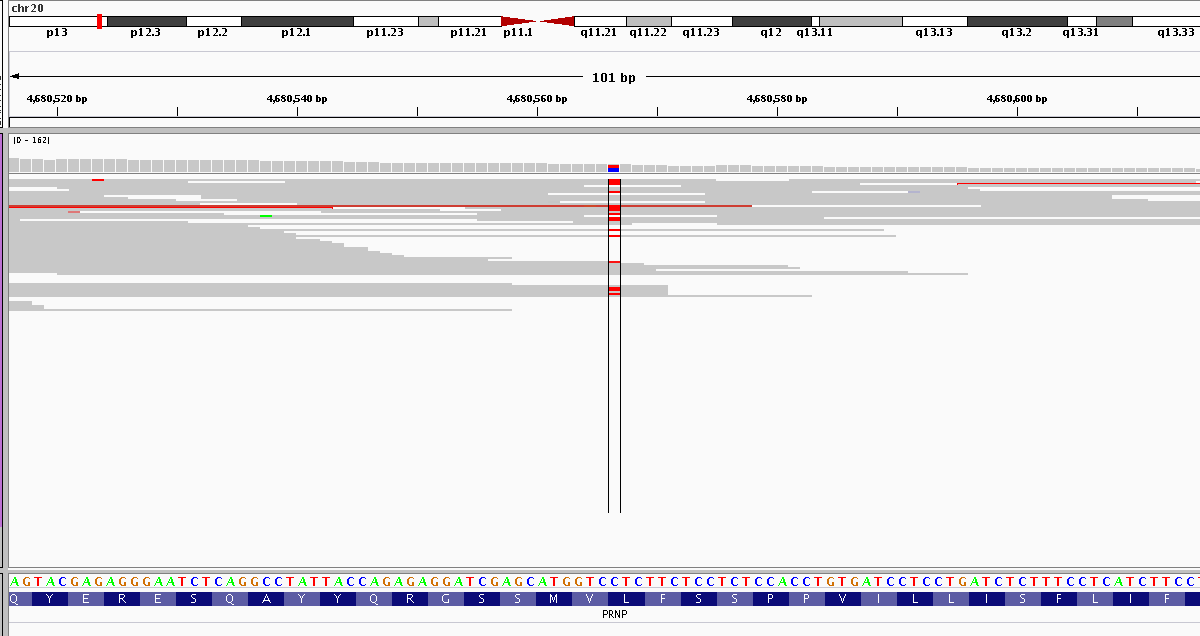 chr20
p13 p12.3 p12.2 p12.1 p11.23 p11.21 p11.1 q11.21 q11.22 q11.23 q12 q13.11 q13.13 q13.2 q13.31 q13.33
101 bp
4,680,520 bp 4,680,540 bp 4,680,560 bp 4,680,580 bp 4,680,600 bp
[0 - 162]
AGTACGAGAGGGAATCTCAGGCCTATTACCAGAGAGGATCGAGCATGGTCCTCTTCTCCTCTCCACCTGTGATCCTCCTGATCTCTTTCCTCATCTTCC
Q Y E R E S Q A Y Y Q R G S S M V L F S S P P V I L L I S F L I F
PRNP